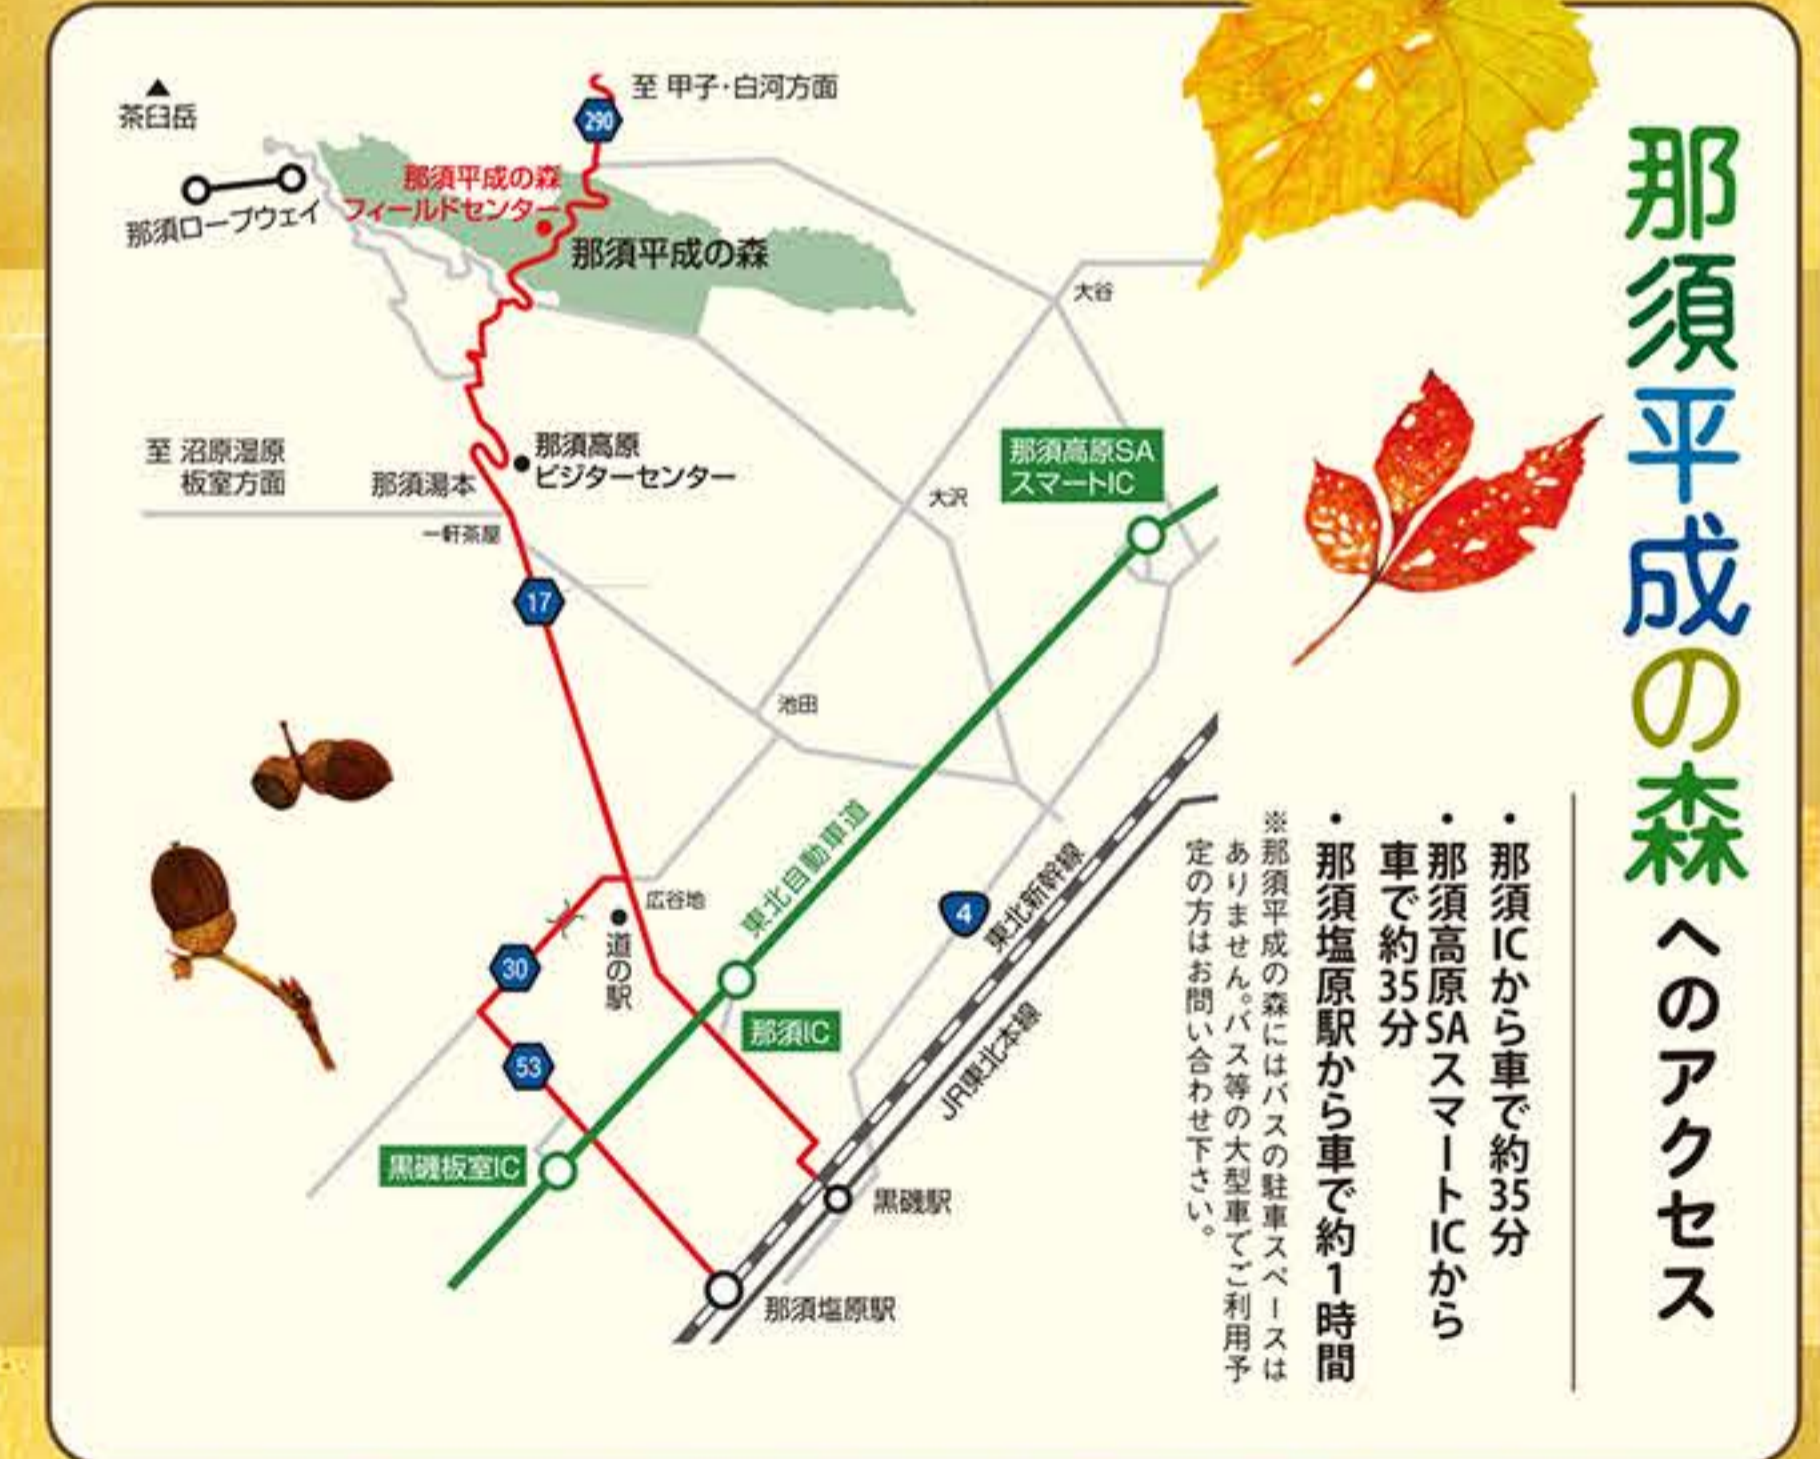 那須平成の森へのアクセス
・那須ICから車で約35分
・那須高原SAスマートICから
車で約35分
・那須塩原駅から車で約1時間
※那須平成の森にはバスの駐車スペースは
ありません。バス等の大型車でご利用予
定の方はお問い合わせ下さい。
至 甲子・白河方面
290
茶臼岳
那須ロープウェイ
那須平成の森
フィールドセンター
那須平成の森
大谷
至 沼原湿原
板室方面
那須湯本
那須高原
ビジターセンター
那須高原SA
スマートIC
大沢
一軒茶屋
17
池田
東北自動車道
広谷地
道の駅
30
4
東北新幹線
那須IC
53
JR東北本線
黒磯板室IC
黒磯駅
那須塩原駅